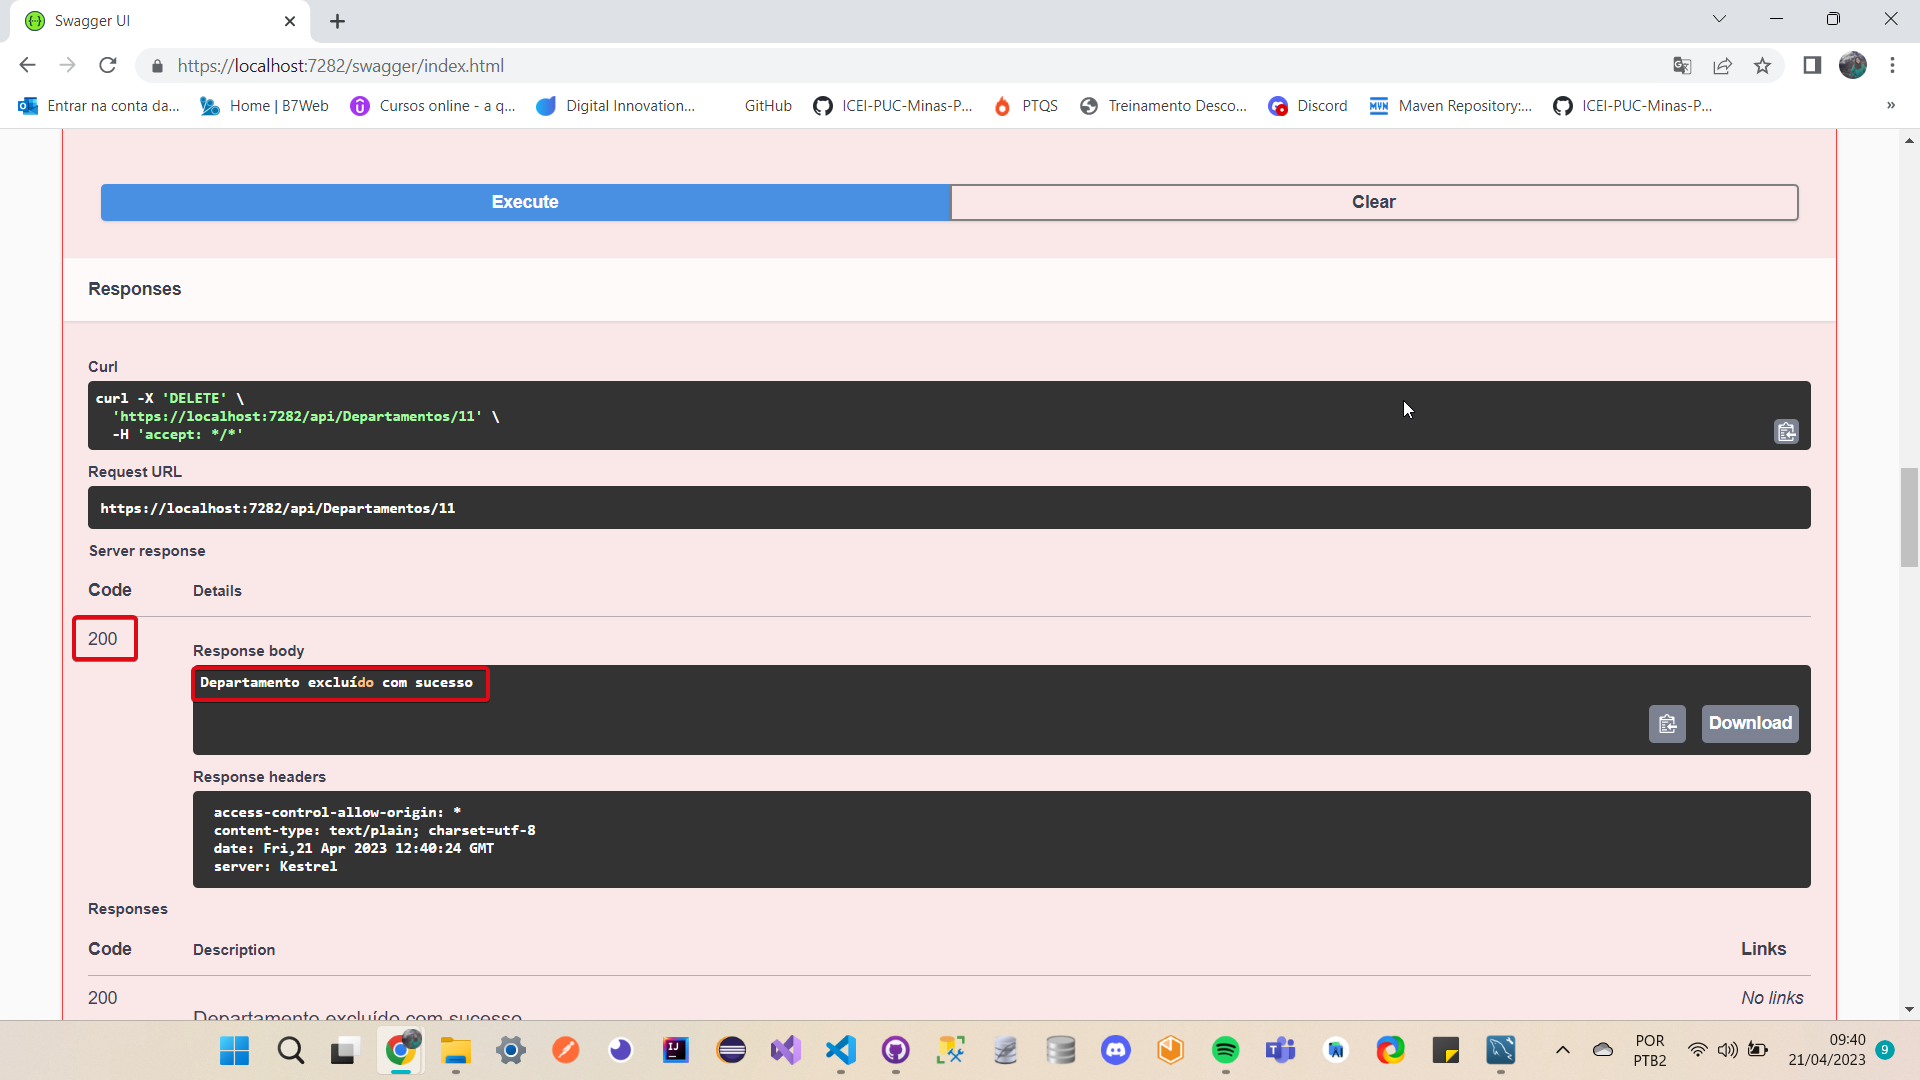 Swagger UI
https://localhost:7282/swagger/index.html
Entrar na conta da...
Home | B7Web
Cursos online - a q...
Digital Innovation...
GitHub
ICEI-PUC-Minas-P...
PTQS
Treinamento Desco...
Discord
Maven Repository:...
ICEI-PUC-Minas-P...
»
Execute
Clear
Responses
Curl
curl -X 'DELETE' \
'https://localhost:7282/api/Departamentos/11' \
-H 'accept: */*'
Request URL
https://localhost:7282/api/Departamentos/11
Server response
Code Details
200
Response body
Departamento excluído com sucesso
Download
Response headers
access-control-allow-origin: *
content-type: text/plain; charset=utf-8
date: Fri,21 Apr 2023 12:40:24 GMT
server: Kestrel
Responses
Code Description Links
200 No links
Departamento excluído com sucesso
POR
PTB2
09:40
21/04/2023
9